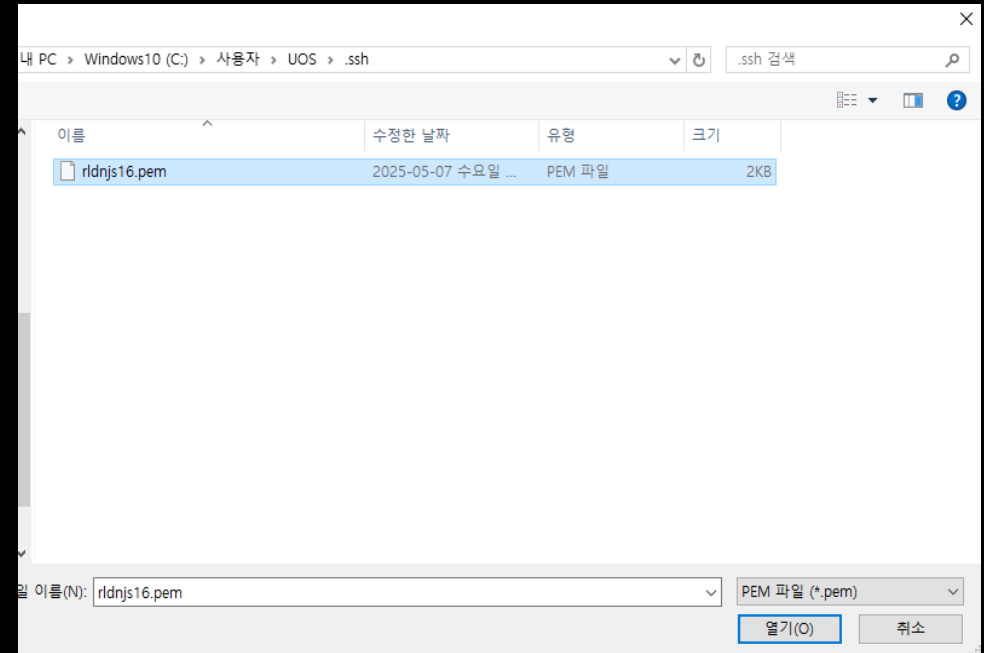 내 PC > Windows10 (C:) > 사용자 > UOS > .ssh
.ssh 검색
이름 수정한 날짜 유형 크기
rldnjs16.pem 2025-05-07 수요일 ... PEM 파일 2KB
일 이름(N): rldnjs16.pem
PEM 파일 (*.pem)
열기(O) 취소